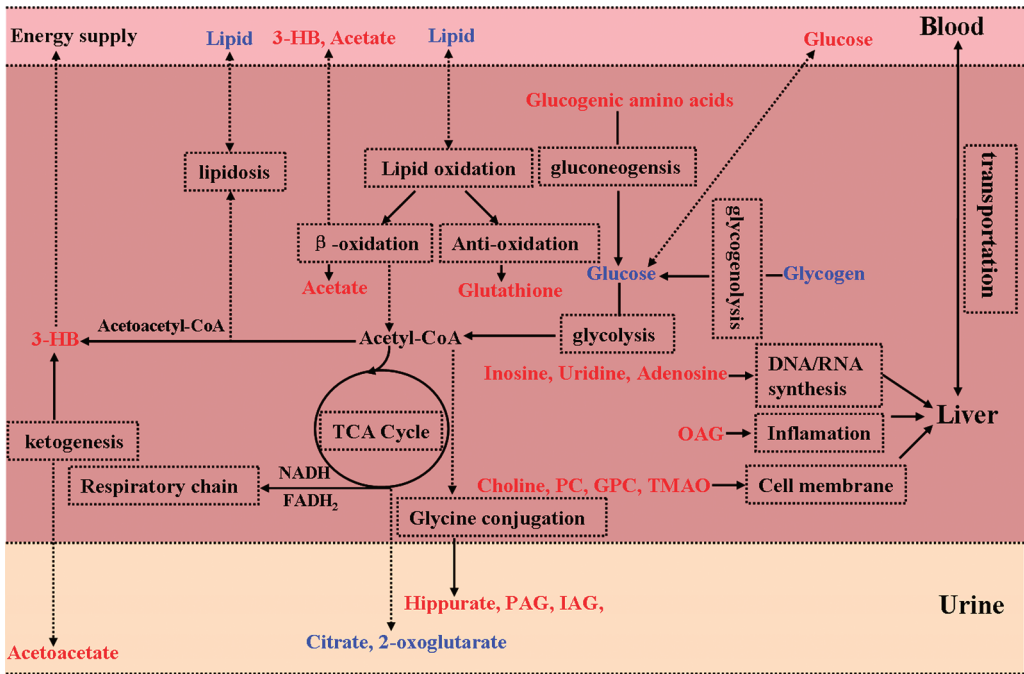 Energy supply
Lipid
3-HB, Acetate
Lipid
Glucose
Blood
Glucogenic amino acids
lipidosis
Lipid oxidation
gluconeogensis
transportation
β-oxidation
Anti-oxidation
glycogenolysis
Acetate
Glutathione
Glucose
Glycogen
3-HB
Acetoacetyl-CoA
Acetyl-CoA
glycolysis
Inosine, Uridine, Adenosine
DNA/RNA
synthesis
Liver
ketogenesis
TCA Cycle
OAG
Inflamation
Respiratory chain
NADH
FADH₂
Choline, PC, GPC, TMAO
Cell membrane
Glycine conjugation
Hippurate, PAG, IAG,
Urine
Citrate, 2-oxoglutarate
Acetoacetate